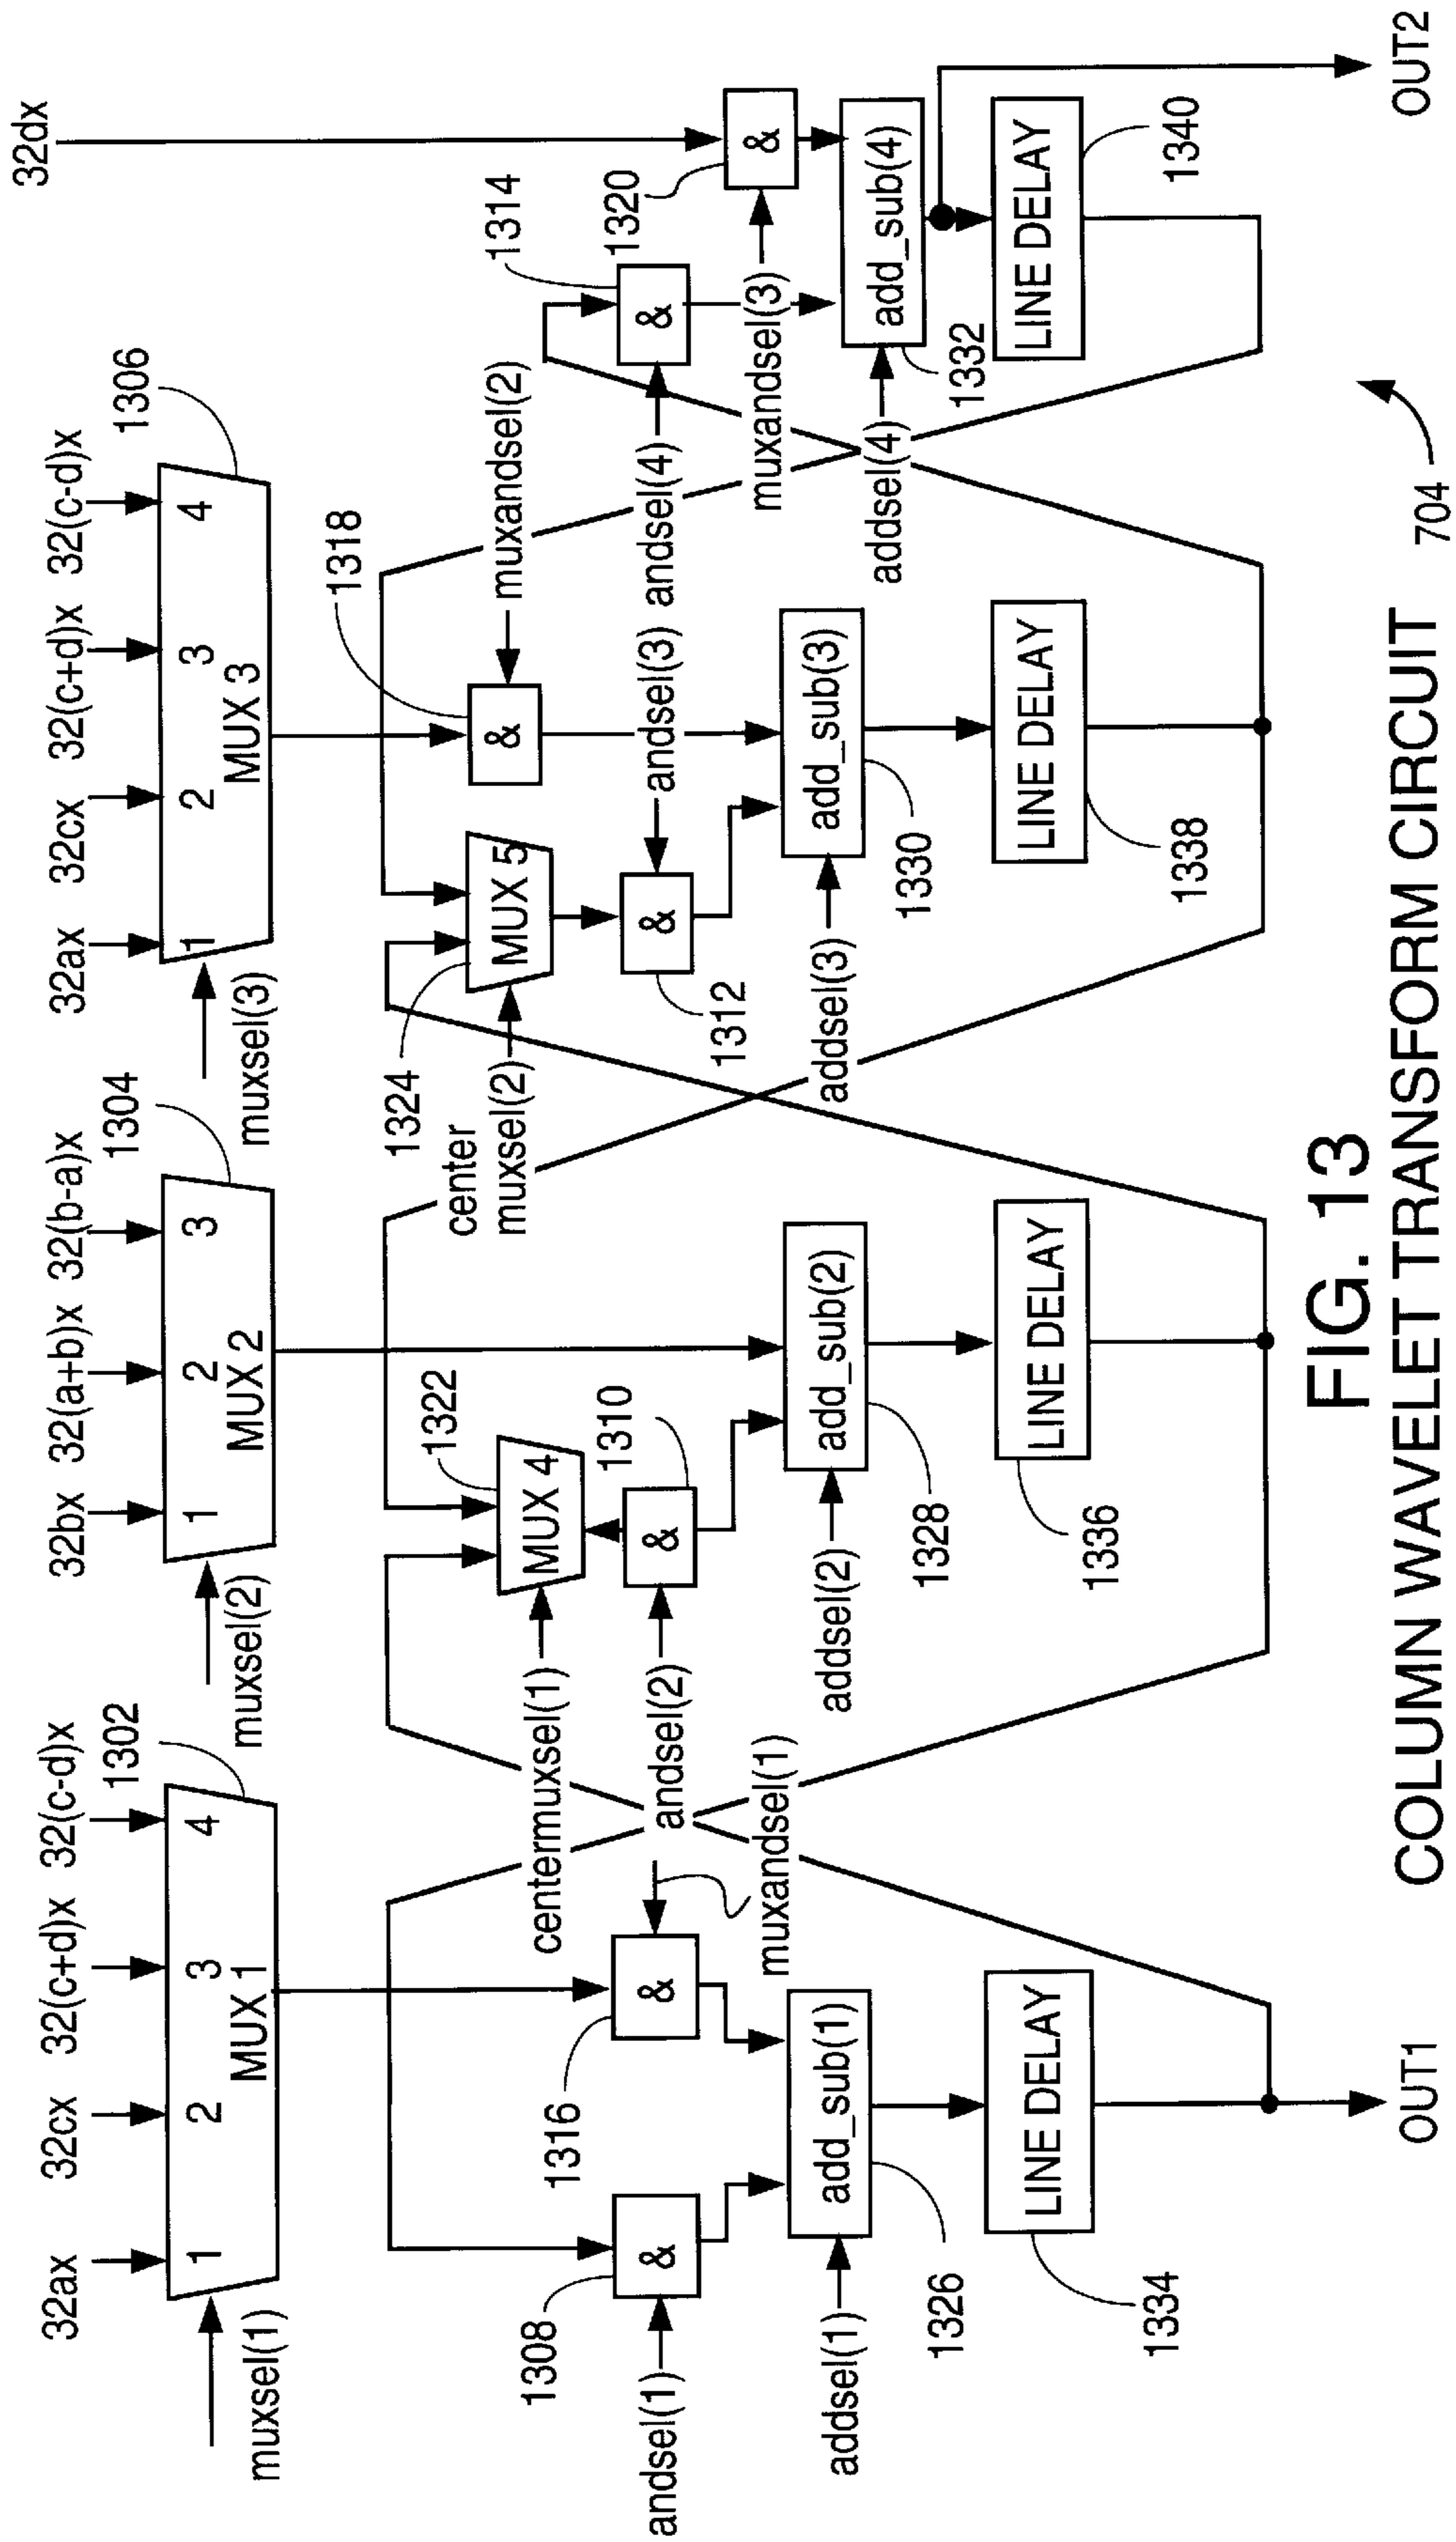 32ax 32cx 32(c+d)x 32(c-d)x
32bx 32(a+b)x 32(b-a)x
32ax 32cx 32(c+d)x 32(c-d)x
32dx
1302
1304
1306
1 2 3 4
MUX 1
1 2 3
MUX 2
1 2 3 4
MUX 3
muxsel(1)
muxsel(2)
muxsel(3)
1322
MUX 4
centermuxsel(1)
1324
MUX 5
center
muxsel(2)
1318
&
muxandsel(2)
1308
&
andsel(1)
1316
&
muxandsel(1)
1310
&
andsel(2)
1312
&
andsel(3)
1314
&
andsel(4)
1320
&
muxandsel(3)
addsel(1)
add_sub(1)
1326
addsel(2)
add_sub(2)
1328
addsel(3)
add_sub(3)
1330
addsel(4)
add_sub(4)
1332
LINE DELAY
1334
LINE DELAY
1336
LINE DELAY
1338
LINE DELAY
1340
OUT1
OUT2
704
FIG. 13
COLUMN WAVELET TRANSFORM CIRCUIT